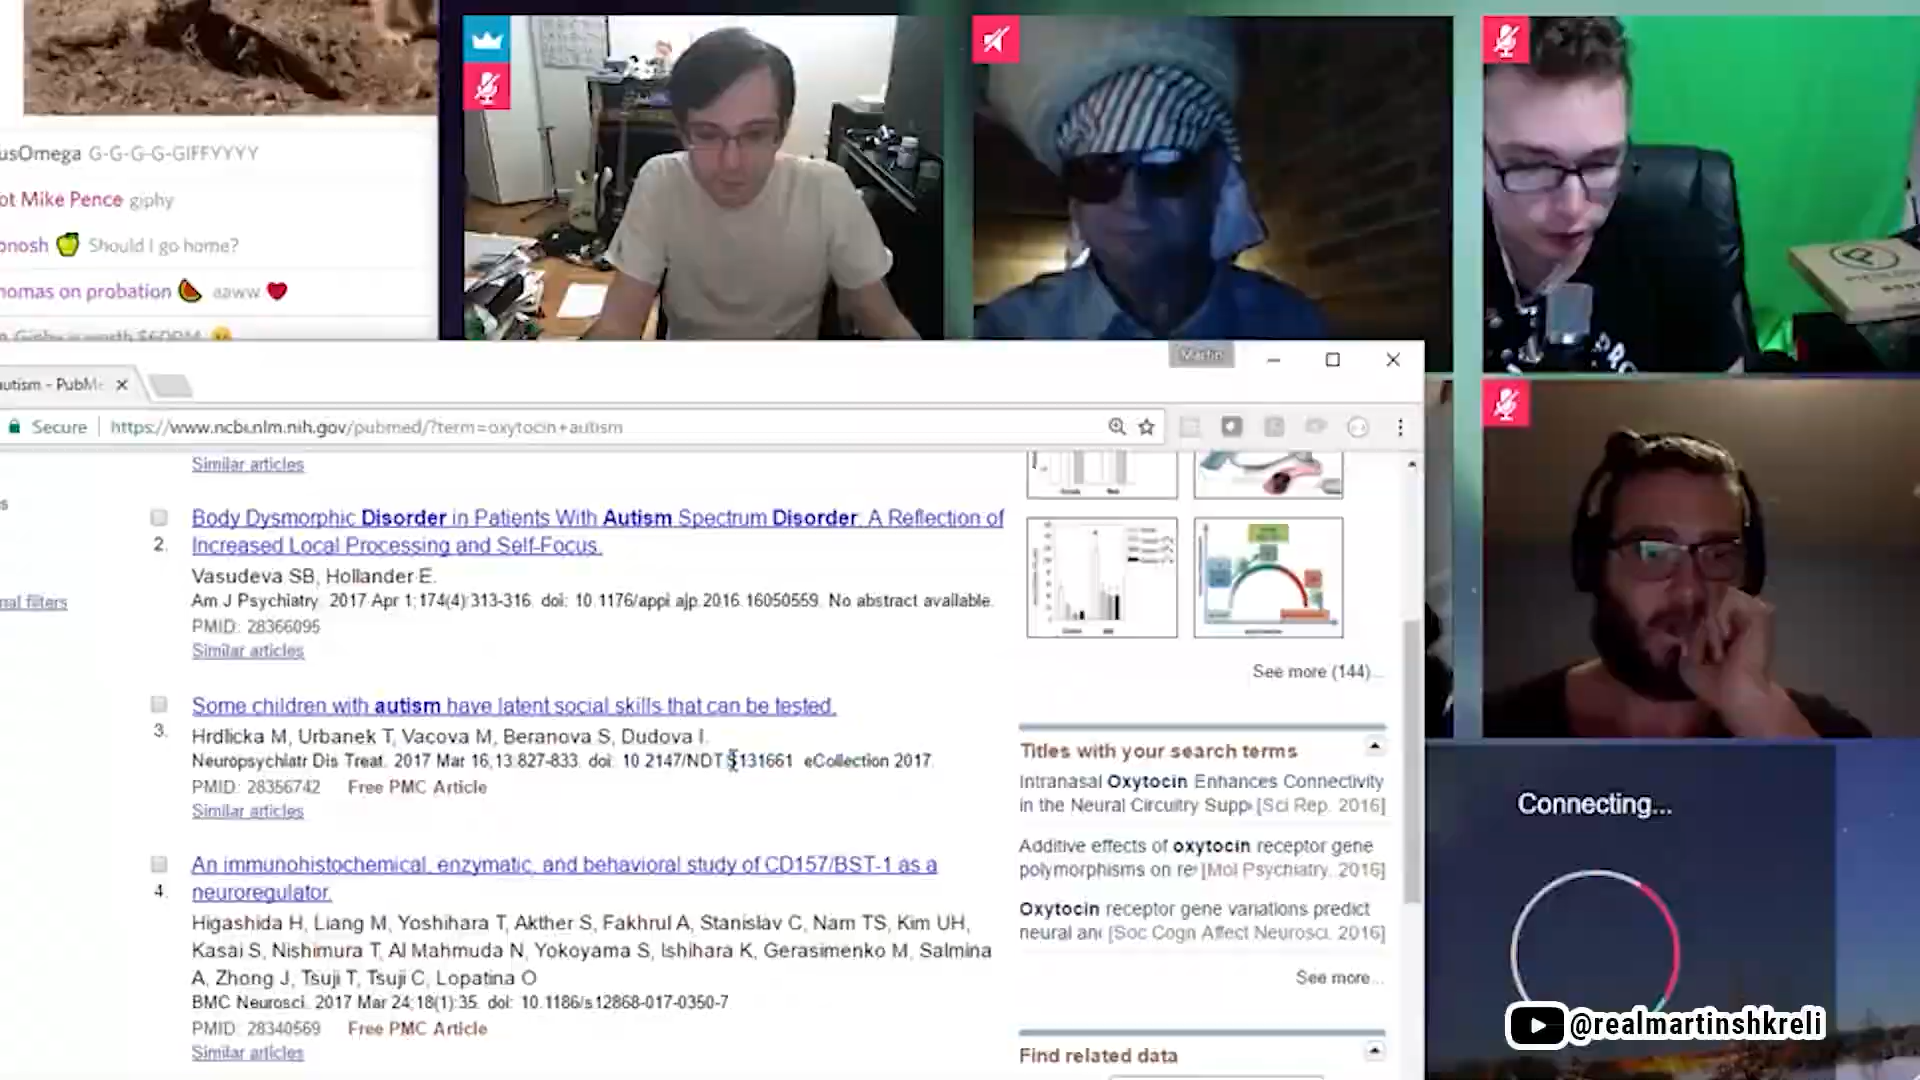 usOmega G-G-G-G-GIFFYYYY
ot Mike Pence giphy
onosh Should I go home?
homas on probation aaww
Martin
autism - PubMe
Secure
https://www.ncbi.nlm.nih.gov/pubmed/?term=oxytocin+autism
Similar articles
nal filters
2.
Body Dysmorphic Disorder in Patients With Autism Spectrum Disorder: A Reflection of
Increased Local Processing and Self-Focus.
Vasudeva SB, Hollander E.
Am J Psychiatry. 2017 Apr 1;174(4):313-316. doi: 10.1176/appi.ajp.2016.16050559. No abstract available.
PMID: 28366095
Similar articles
3.
Some children with autism have latent social skills that can be tested.
Hrdlicka M, Urbanek T, Vacova M, Beranova S, Dudova I.
Neuropsychiatr Dis Treat. 2017 Mar 16;13:827-833. doi: 10.2147/NDT.S131661. eCollection 2017.
PMID: 28356742 Free PMC Article
Similar articles
4.
An immunohistochemical, enzymatic, and behavioral study of CD157/BST-1 as a
neuroregulator.
Higashida H, Liang M, Yoshihara T, Akther S, Fakhrul A, Stanislav C, Nam TS, Kim UH,
Kasai S, Nishimura T, Al Mahmuda N, Yokoyama S, Ishihara K, Gerasimenko M, Salmina
A, Zhong J, Tsuji T, Tsuji C, Lopatina O
BMC Neurosci. 2017 Mar 24;18(1):35. doi: 10.1186/s12868-017-0350-7
PMID: 28340569 Free PMC Article
Similar articles
See more (144)...
Titles with your search terms
Intranasal Oxytocin Enhances Connectivity
in the Neural Circuitry Supp [Sci Rep. 2016]
Additive effects of oxytocin receptor gene
polymorphisms on re [Mol Psychiatry. 2016]
Oxytocin receptor gene variations predict
neural an [Soc Cogn Affect Neurosci. 2016]
See more...
Find related data
Connecting...
@realmartinshkreli